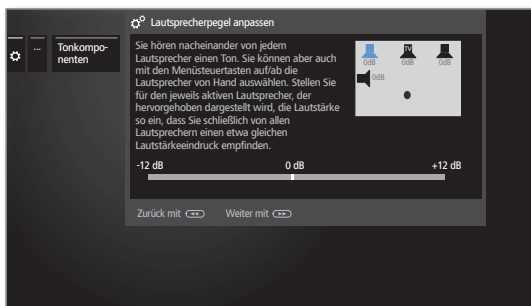 Lautsprecherpegel anpassen
...
Tonkompo-
nenten
Sie hören nacheinander von jedem
Lautsprecher einen Ton. Sie können aber auch
mit den Menüsteuertasten auf/ab die
Lautsprecher von Hand auswählen. Stellen Sie
für den jeweils aktiven Lautsprecher, der
hervorgehoben dargestellt wird, die Lautstärke
so ein, dass Sie schließlich von allen
Lautsprechern einen etwa gleichen
Lautstärkeeindruck empfinden.
TV
0dB 0dB 0dB
0dB
-12 dB 0 dB +12 dB
Zurück mit Weiter mit